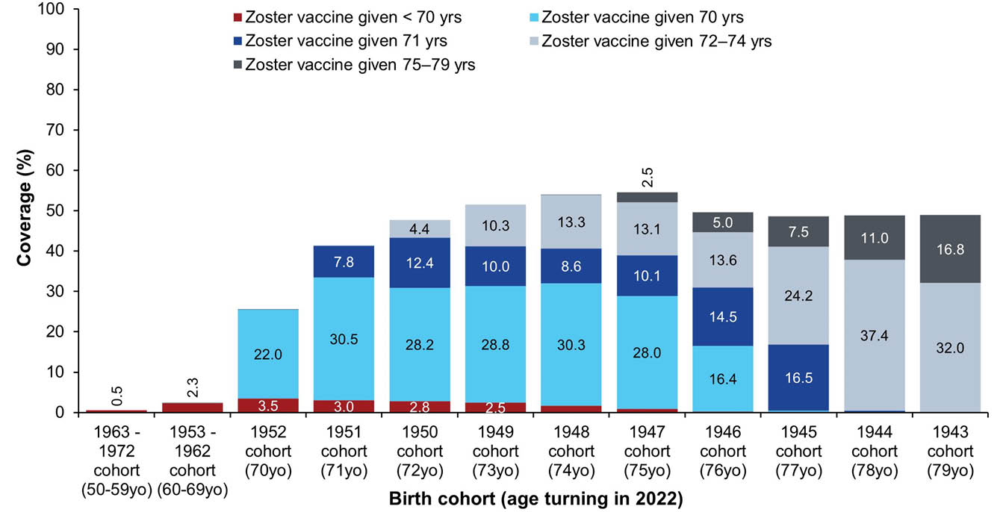 100
90
80
70
60
50
40
30
20
10
0
Coverage (%)
Zoster vaccine given < 70 yrs
Zoster vaccine given 70 yrs
Zoster vaccine given 71 yrs
Zoster vaccine given 72–74 yrs
Zoster vaccine given 75–79 yrs
0.5
2.3
22.0
3.5
7.8
30.5
3.0
4.4
12.4
28.2
2.8
10.3
10.0
28.8
2.5
13.3
8.6
30.3
2.5
13.1
10.1
28.0
5.0
13.6
14.5
16.4
7.5
24.2
16.5
11.0
37.4
16.8
32.0
1963 -
1972
cohort
(50-59yo)
1953 -
1962
cohort
(60-69yo)
1952
cohort
(70yo)
1951
cohort
(71yo)
1950
cohort
(72yo)
1949
cohort
(73yo)
1948
cohort
(74yo)
1947
cohort
(75yo)
1946
cohort
(76yo)
1945
cohort
(77yo)
1944
cohort
(78yo)
1943
cohort
(79yo)
Birth cohort (age turning in 2022)